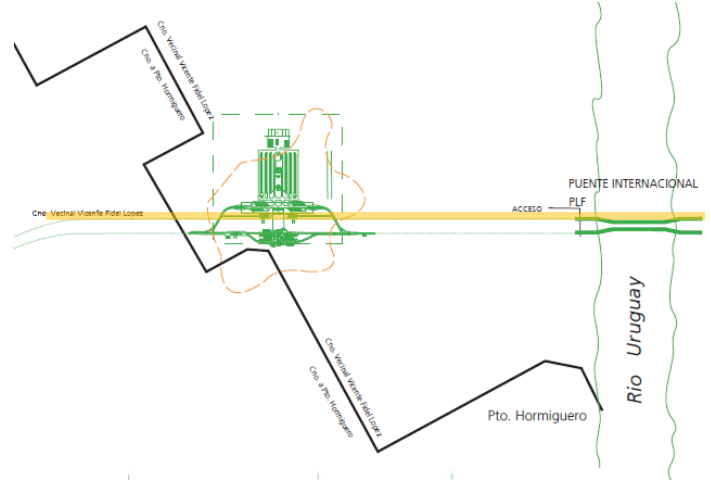 Cno. Vecinal Vicente Fidel Lopez
Cno. a Pto. Hormiguero
PUENTE INTERNACIONAL
PLF
ACCESO
Cno. Vecinal Vicente Fidel Lopez
Rio Uruguay
Cno. Vecinal Vicente Fidel Lopez
Cno. a Pto. Hormiguero
Pto. Hormiguero